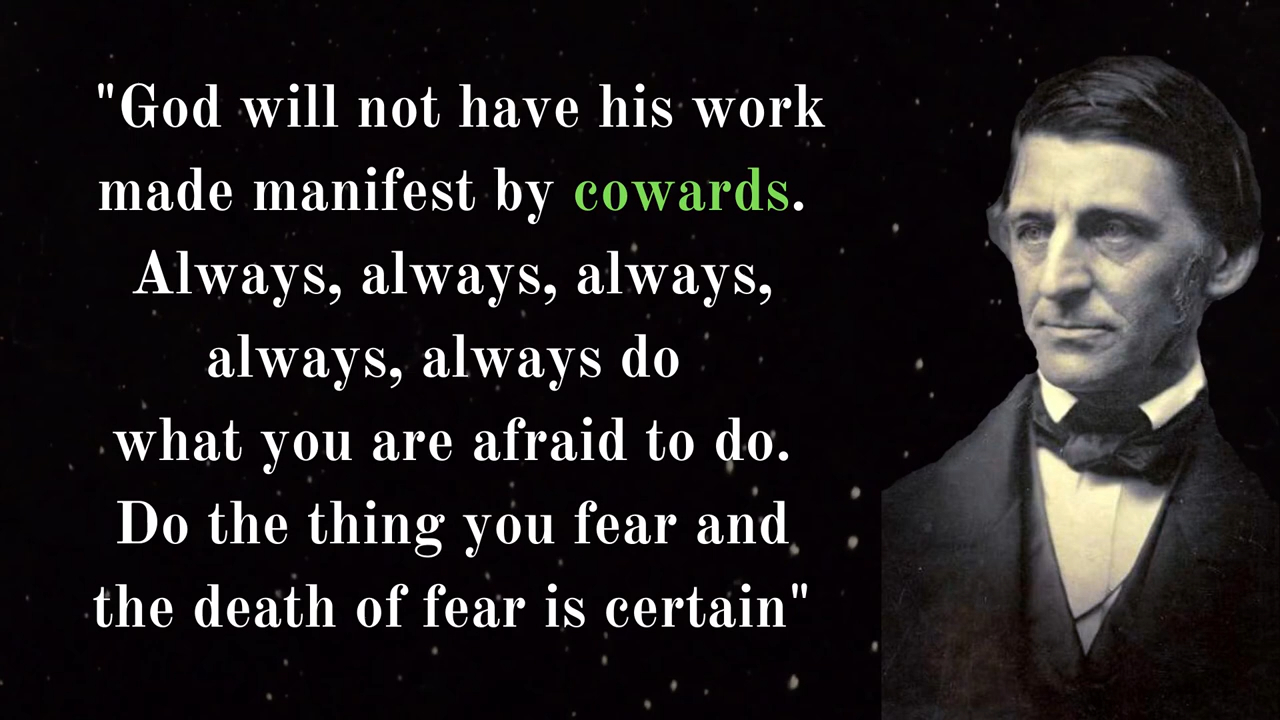 "God will not have his work
made manifest by cowards.
Always, always, always,
always, always do
what you are afraid to do.
Do the thing you fear and
the death of fear is certain"